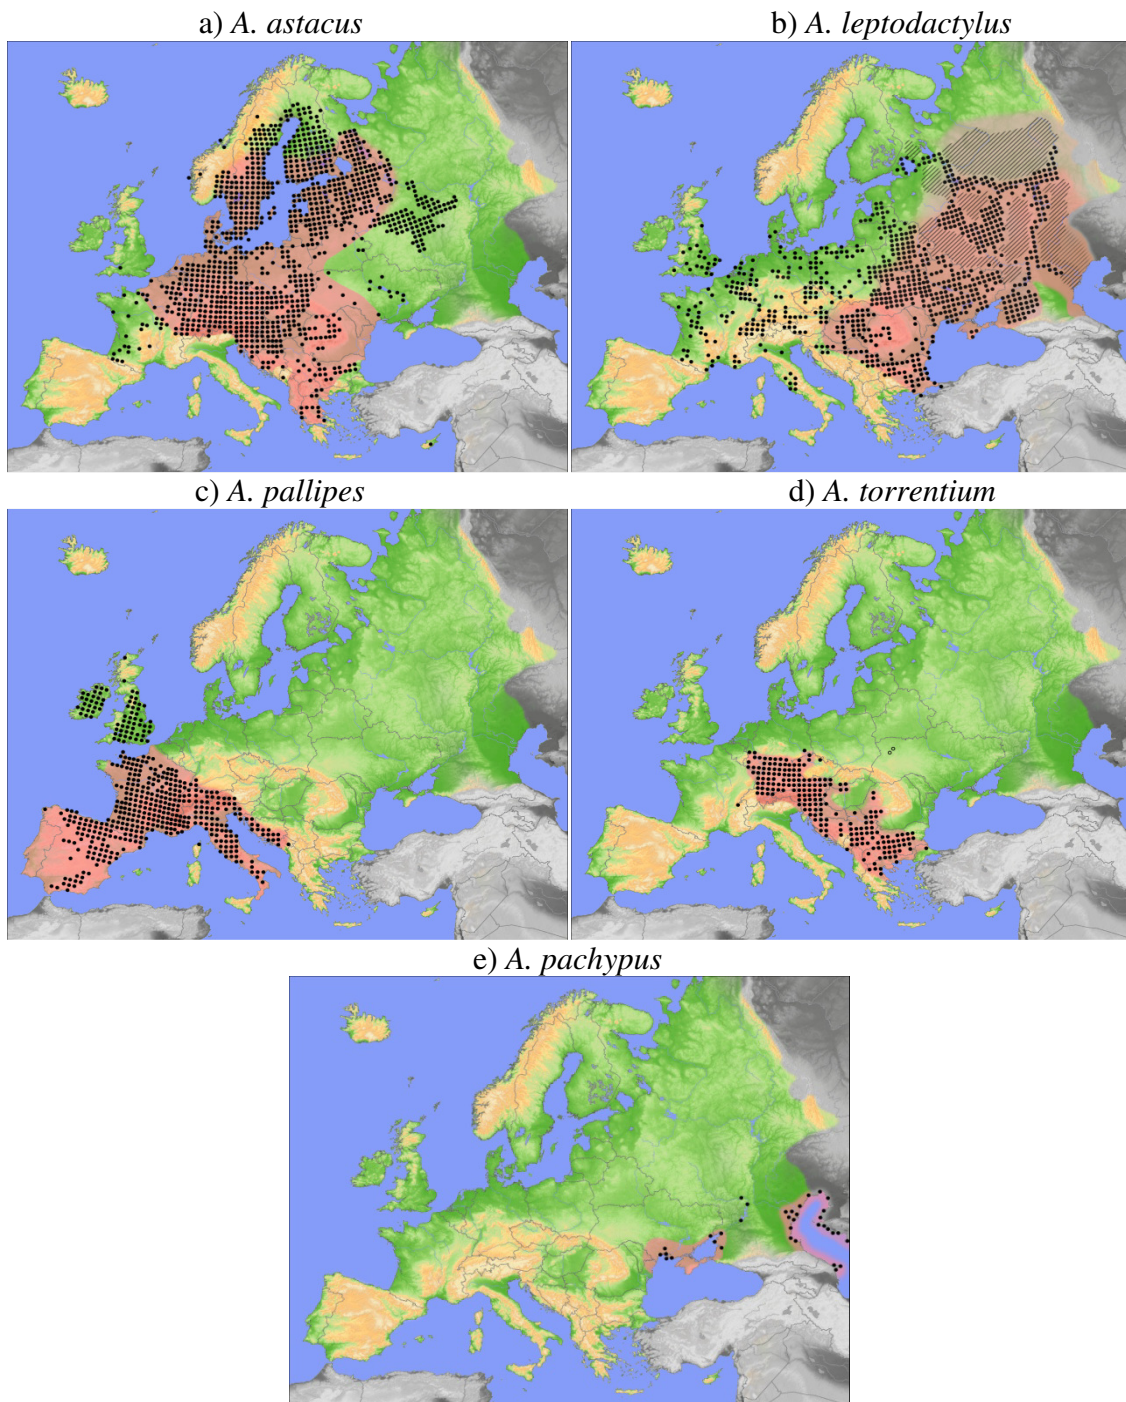 a) A. astacus
b) A. leptodactylus
c) A. pallipes
d) A. torrentium
e) A. pachypus